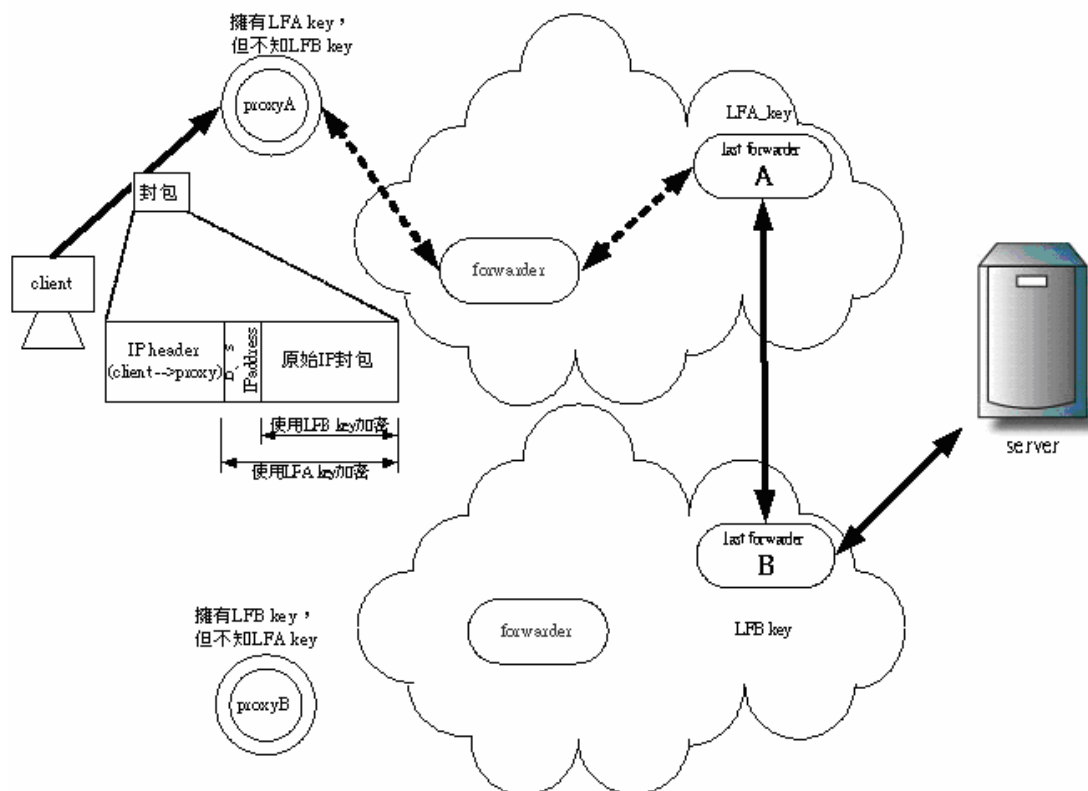 擁有LFA key，
但不知LFB key
proxyA
LFA_key
last forwarder
A
封包
client
forwarder
IP header
(client-->proxy)
D、S
IPaddress
原始IP封包
使用LFB key加密
使用LFA key加密
server
last forwarder
B
擁有LFB key，
但不知LFA key
forwarder
LFB key
proxyB